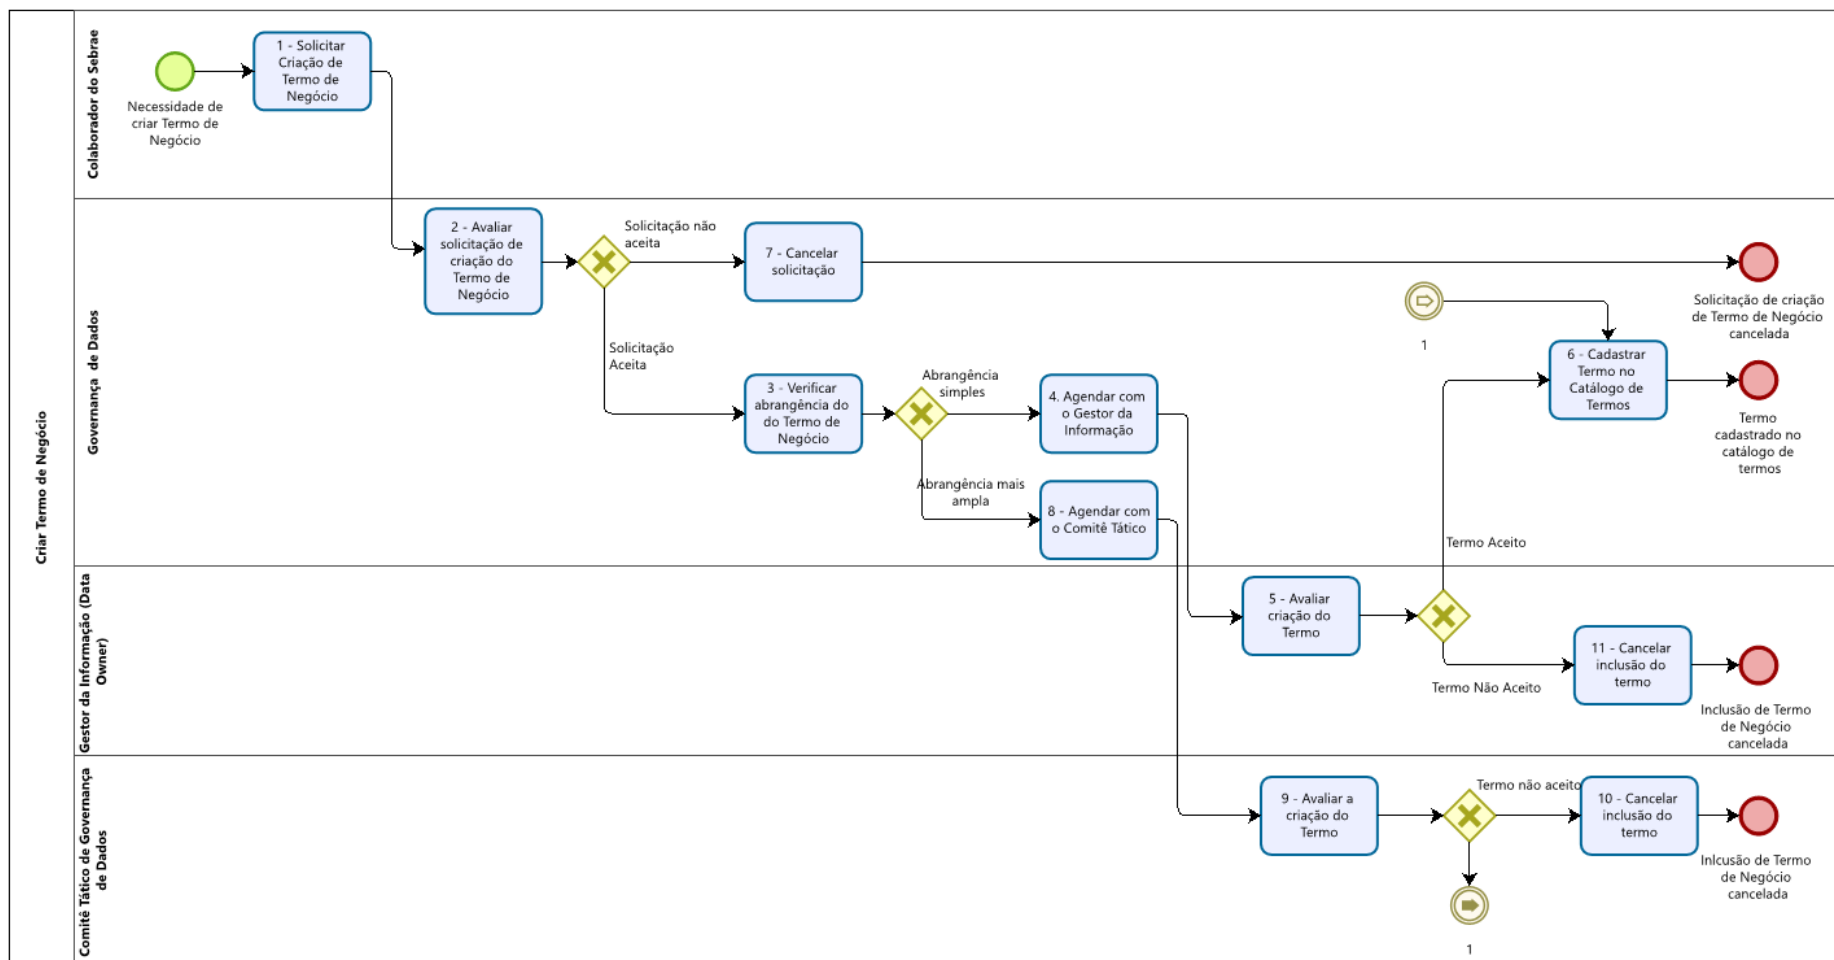 Criar Termo de Negócio
Colaborador do Sebrae
Necessidade de
criar Termo de
Negócio
1 - Solicitar
Criação de
Termo de
Negócio
Governança  de Dados
2 - Avaliar
solicitação de
criação do
Termo de
Negócio
Solicitação não
aceita
7 - Cancelar
solicitação
Solicitação de criação
de Termo de Negócio
cancelada
Solicitação
Aceita
3 - Verificar
abrangência do
do Termo de
Negócio
Abrangência
simples
4. Agendar com
o Gestor da
Informação
Abrangência mais
ampla
8 - Agendar com
o Comitê Tático
1
6 - Cadastrar
Termo no
Catálogo de
Termos
Termo
cadastrado no
catálogo de
termos
Termo Aceito
Gestor da Informação (Data
Owner)
5 - Avaliar
criação do
Termo
Termo Não Aceito
11 - Cancelar
inclusão do
termo
Inclusão de Termo
de Negócio
cancelada
Comitê Tático de Governança
de Dados
9 - Avaliar a
criação do
Termo
Termo não aceito
10 - Cancelar
inclusão do
termo
Inlcusão de Termo
de Negócio
cancelada
1